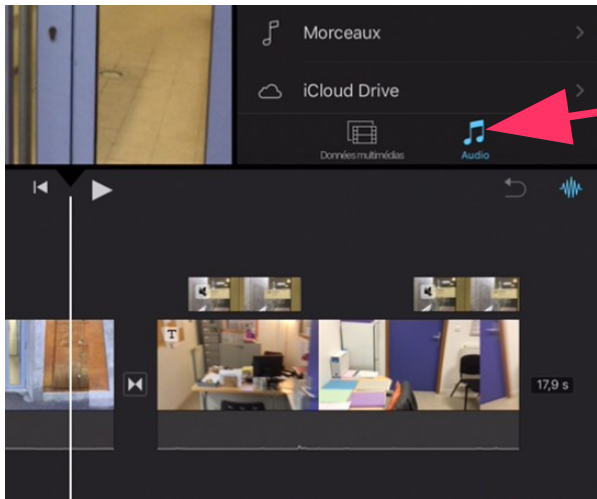 Morceaux
iCloud Drive
Données multimédias
Audio
T
17,9 s